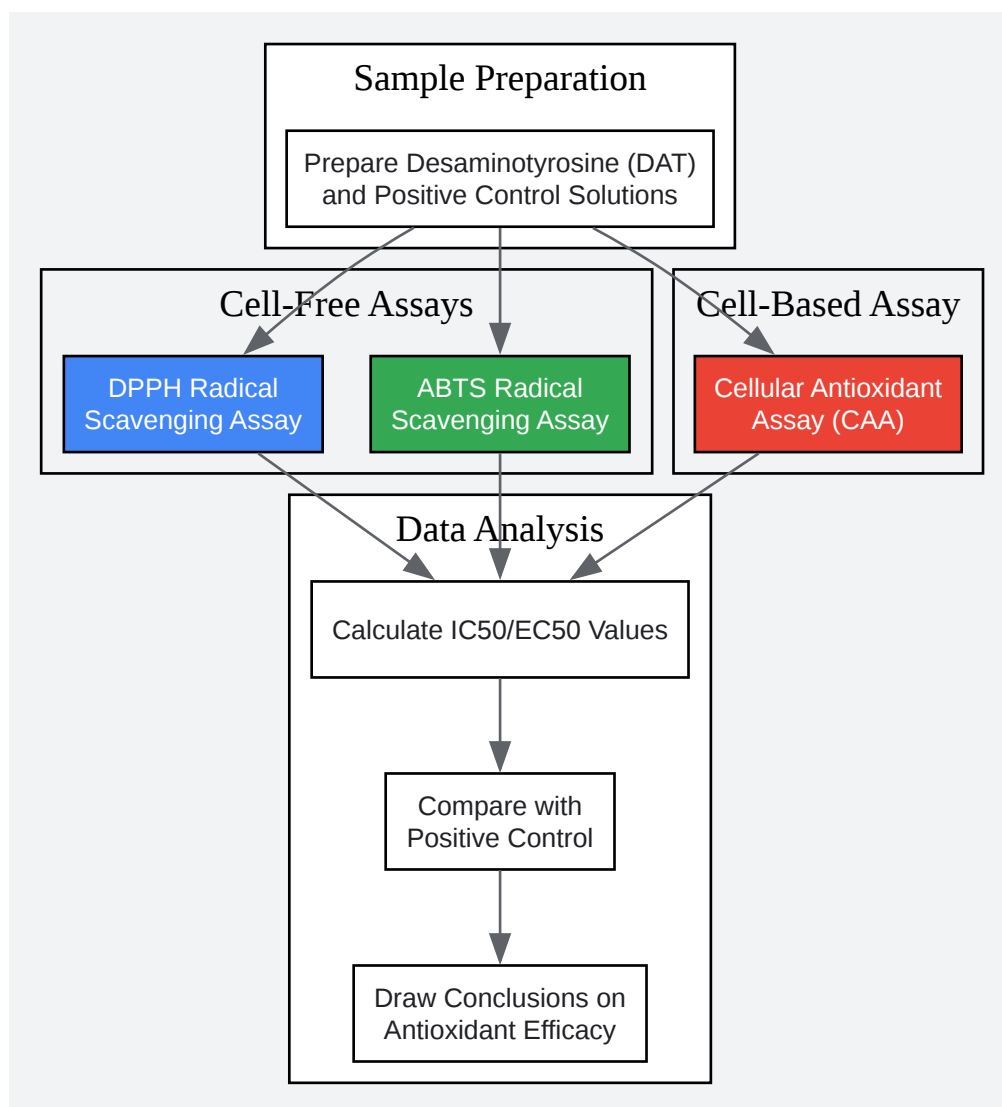 Sample Preparation
Prepare Desaminotyrosine (DAT)
and Positive Control Solutions
Cell-Free Assays
DPPH Radical
Scavenging Assay
ABTS Radical
Scavenging Assay
Cell-Based Assay
Cellular Antioxidant
Assay (CAA)
Data Analysis
Calculate IC50/EC50 Values
Compare with
Positive Control
Draw Conclusions on
Antioxidant Efficacy